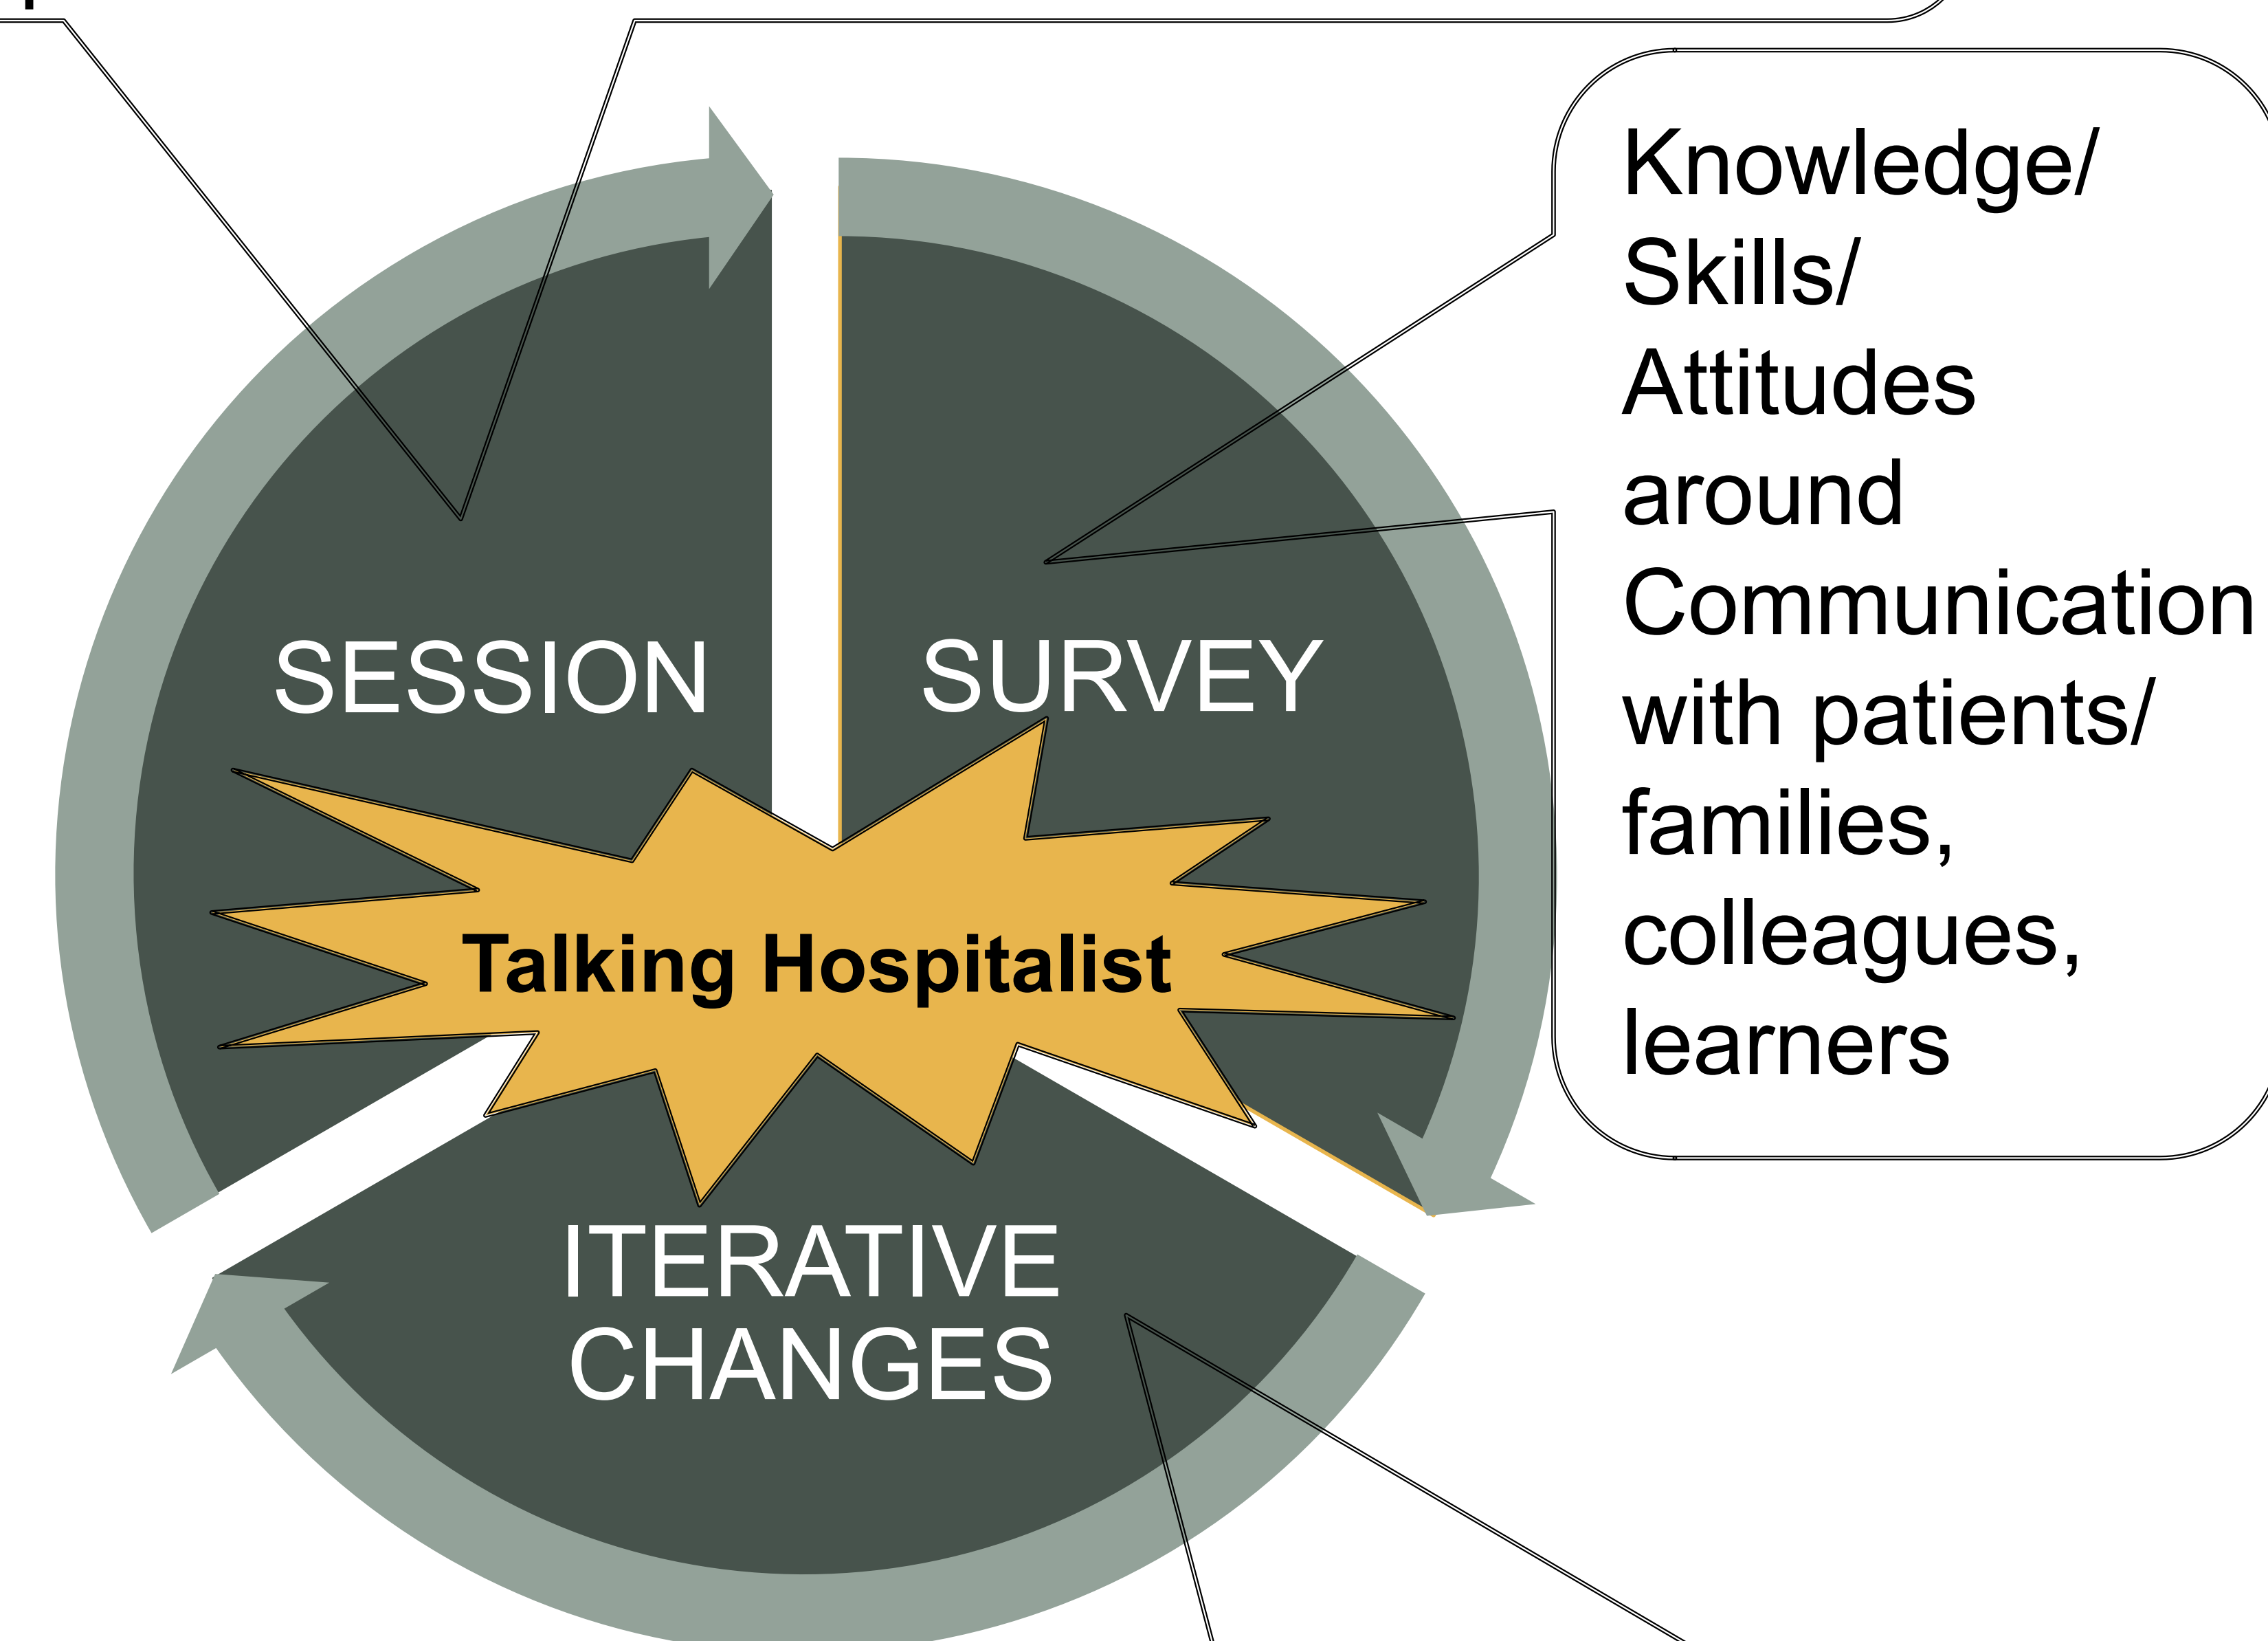 SESSION
SURVEY
Talking Hospitalist
ITERATIVE
CHANGES
Knowledge/
Skills/
Attitudes
around
Communication
with patients/
families,
colleagues,
learners